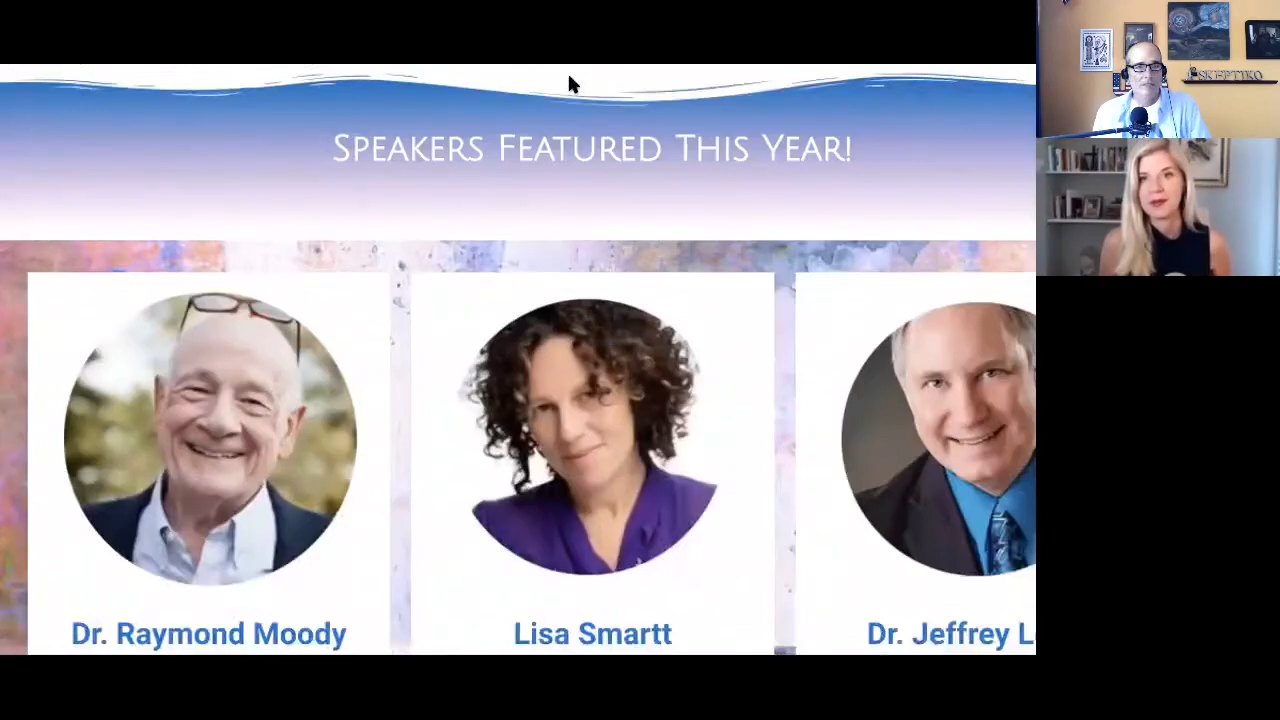 Speakers Featured This Year!
SKEPTIKO
Dr. Raymond Moody
Lisa Smartt
Dr. Jeffrey L